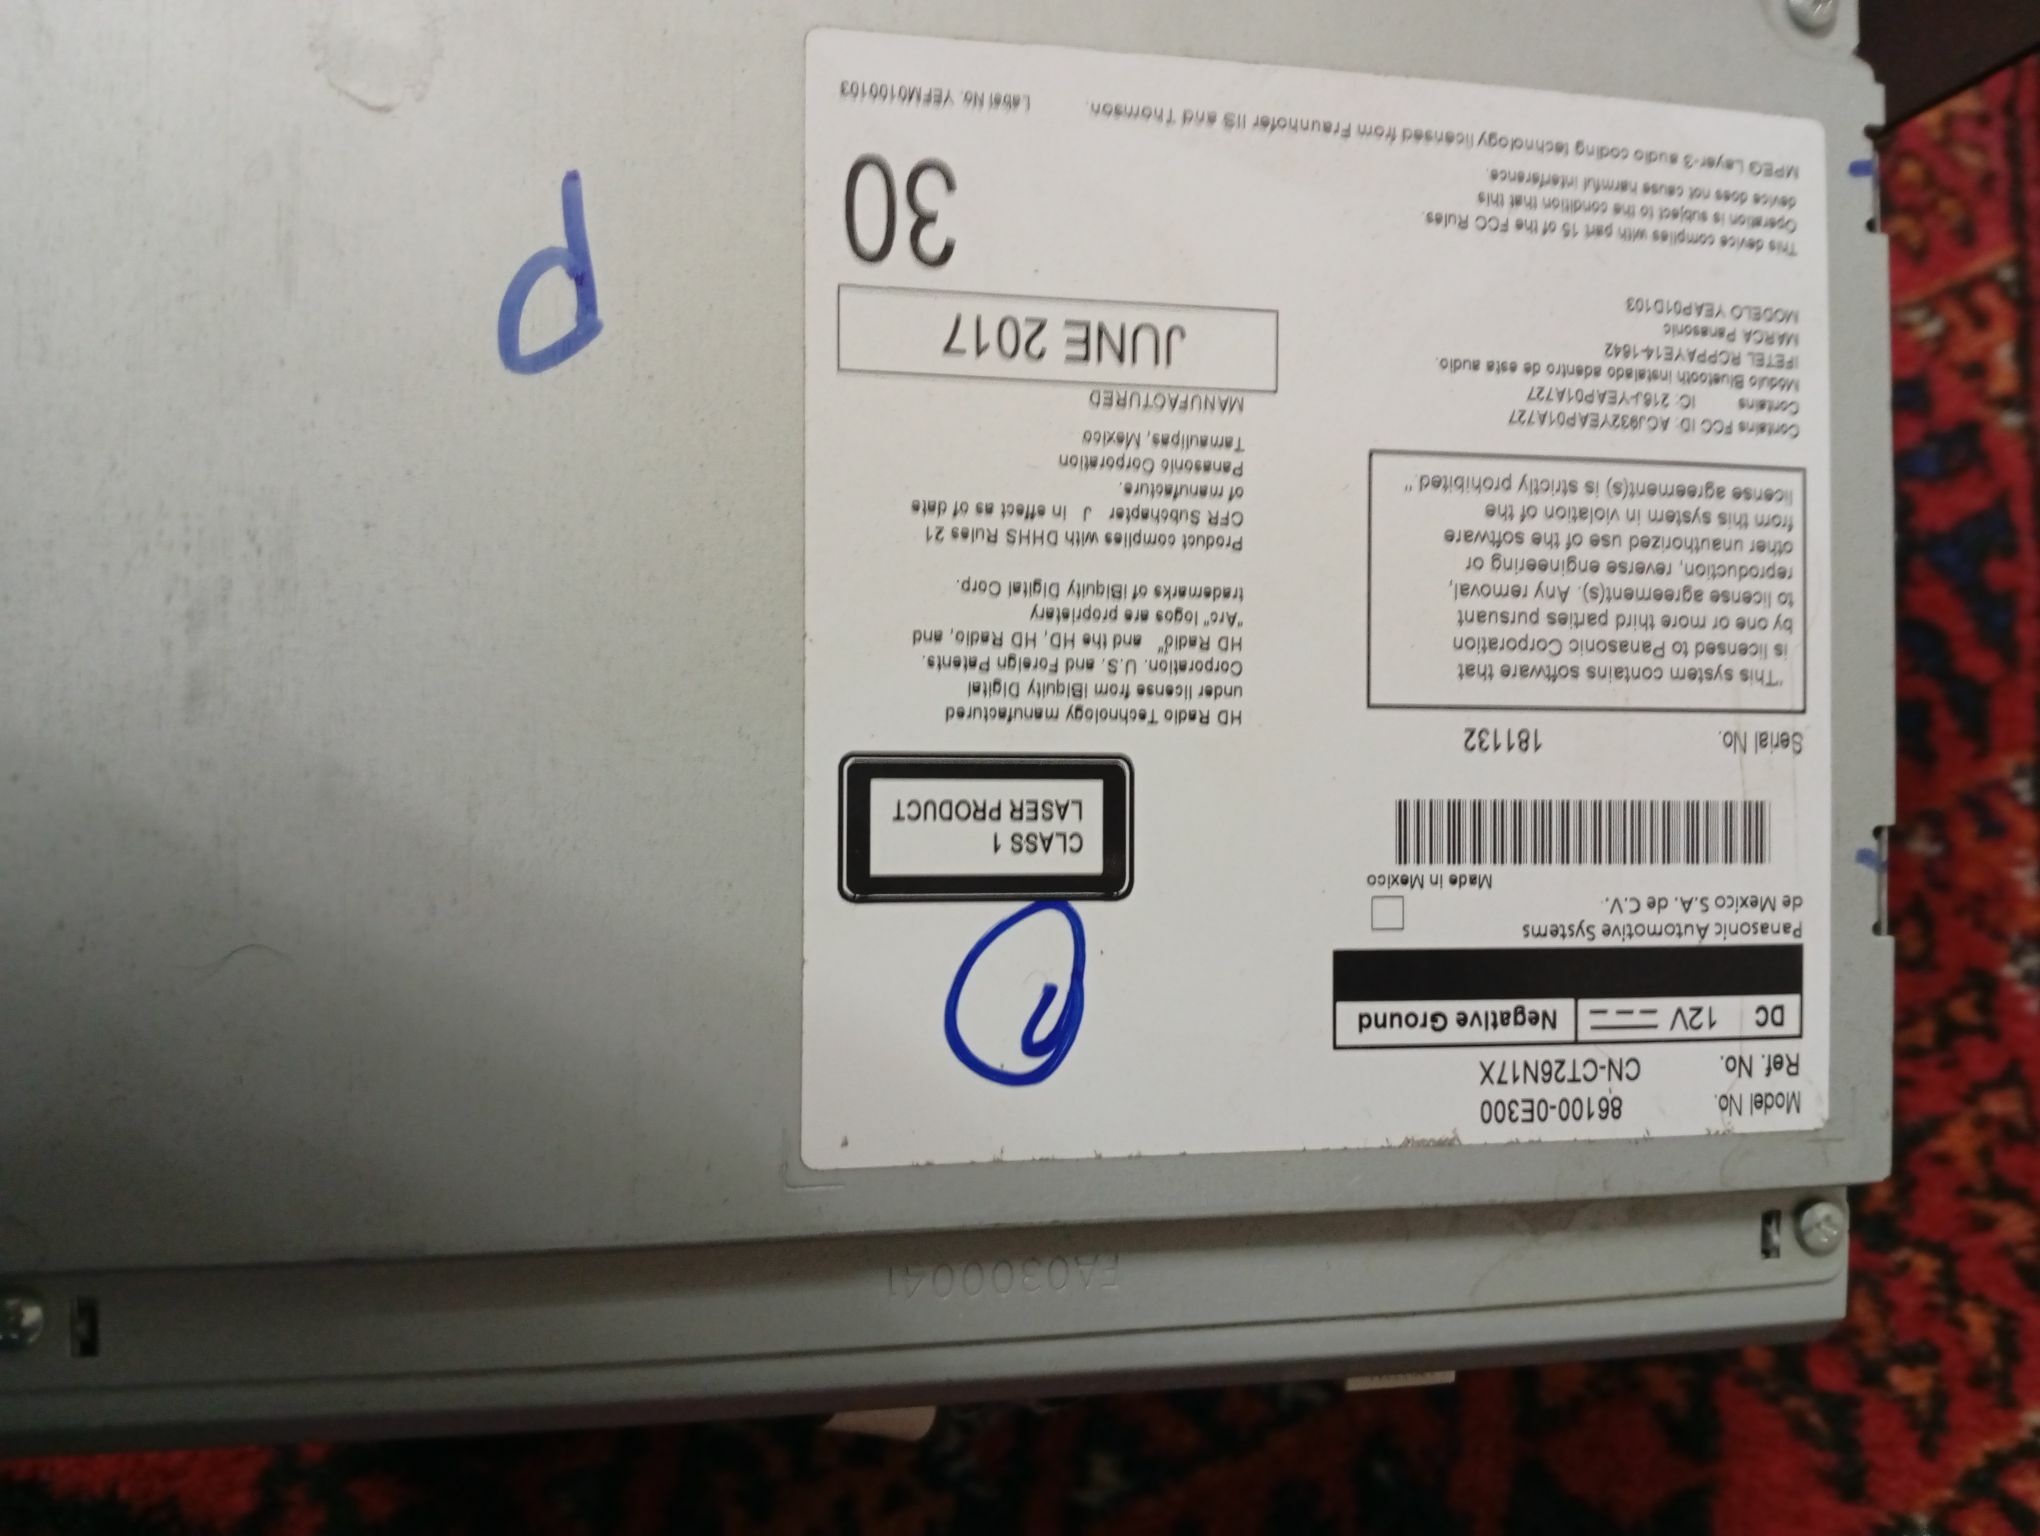 Model No. 86100-0E300
Ref. No. CN-CT26N17X
DC 12V Negative Ground
Panasonic Automotive Systems
de Mexico S.A. de C.V.
Made in Mexico
Serial No. 181132
"This system contains software that
is licensed to Panasonic Corporation
by one or more third parties pursuant
to license agreement(s). Any removal,
reproduction, reverse engineering or
other unauthorized use of the software
from this system in violation of the
license agreement(s) is strictly prohibited."
Contains FCC ID: ACJ932YEAP01A727
Contains IC: 216J-YEAP01A727
Módulo Bluetooth instalado adentro de esta audio.
IFETEL RCPPAYE14-1642
MARCA Panasonic
MODELO YEAP01D103
This device complies with part 15 of the FCC Rules.
Operation is subject to the condition that this
device does not cause harmful interference.
MPEG Layer-3 audio coding technology licensed from Fraunhofer IIS and Thomson.
CLASS 1
LASER PRODUCT
HD Radio Technology manufactured
under license from iBiquity Digital
Corporation. U.S. and Foreign Patents.
HD Radio™ and the HD, HD Radio, and
"Arc" logos are proprietary
trademarks of iBiquity Digital Corp.
Product complies with DHHS Rules 21
CFR Subchapter J in effect as of date
of manufacture.
Panasonic Corporation
Tamaulipas, México
MANUFACTURED
JUNE 2017
30
Label No. YEFM0100103
FA0300041